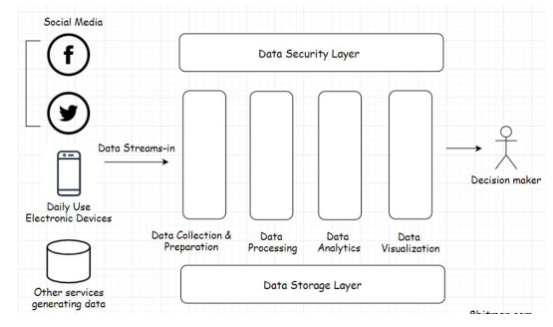 Social Media
Data Security Layer
Data Streams-in
Daily Use
Electronic Devices
Decision maker
Data Collection &
Preparation
Data
Processing
Data
Analytics
Data
Visualization
Other services
generating data
Data Storage Layer